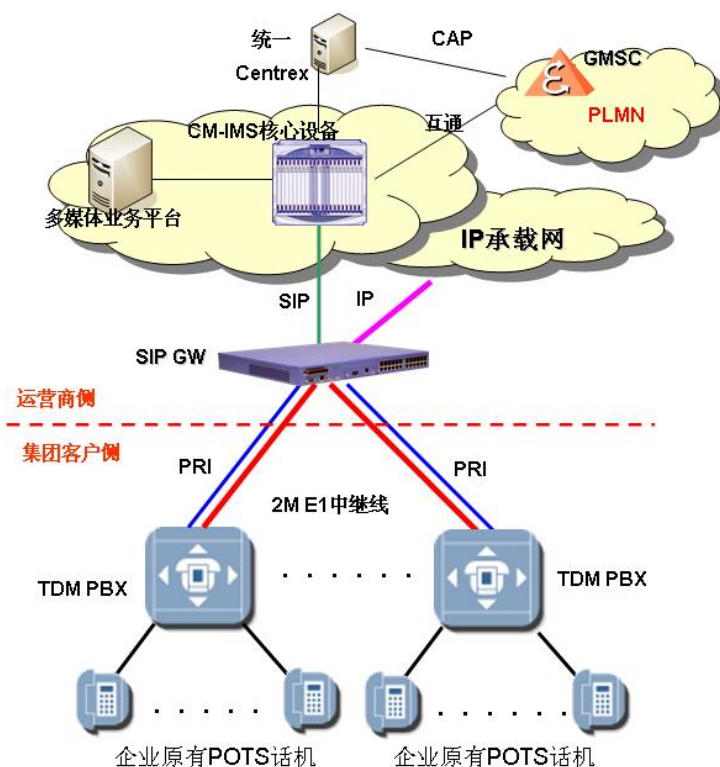 统一
Centrex
CAP
GMSC
PLMN
CM-IMS核心设备
互通
多媒体业务平台
IP承载网
SIP
IP
SIP GW
运营商侧
集团客户侧
PRI
PRI
2M E1中继线
TDM PBX
TDM PBX
企业原有POTS话机
企业原有POTS话机